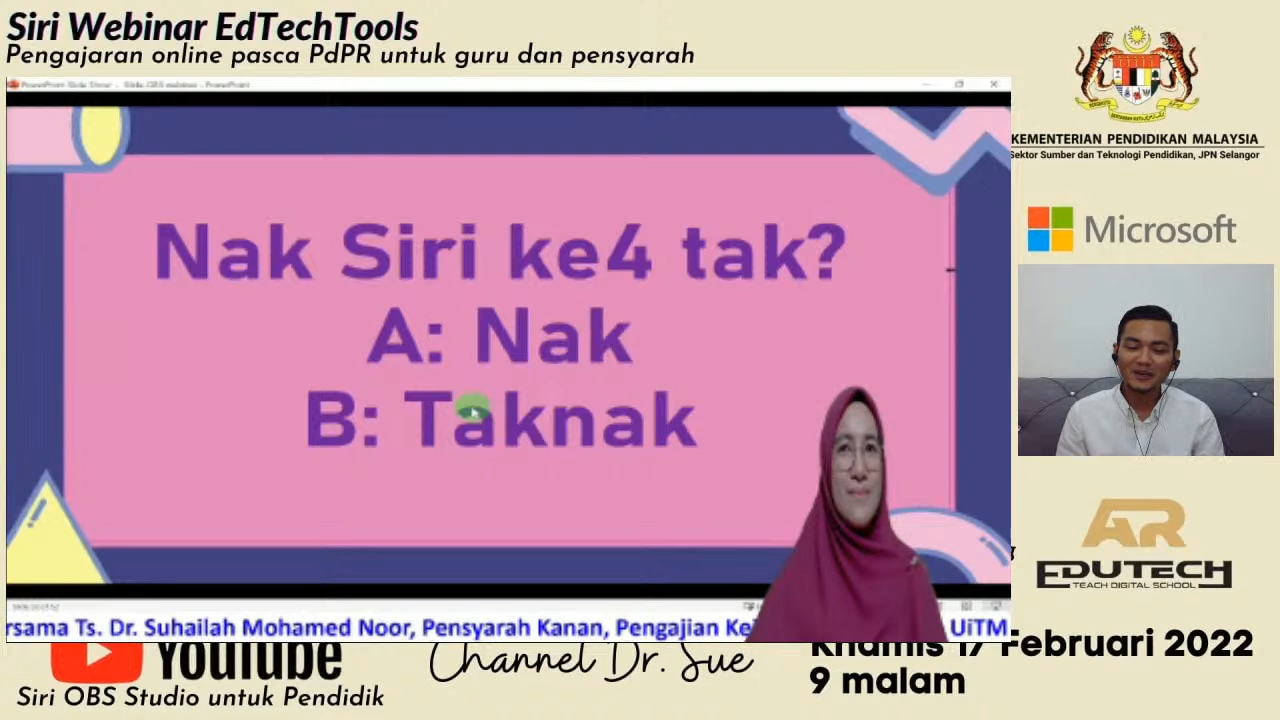 Siri Webinar EdTechTools
Pengajaran online pasca PdPR untuk guru dan pensyarah
KEMENTERIAN PENDIDIKAN MALAYSIA
Sektor Sumber dan Teknologi Pendidikan, JPN Selangor
Microsoft
Nak Siri ke4 tak?
A: Nak
B: Taknak
AR
EDUTECH
TEACH DIGITAL SCHOOL
rsama Ts. Dr. Suhailah Mohamed Noor, Pensyarah Kanan, Pengajian Ke UiTM
YouTube
Channel Dr. Sue
Khamis 17 Februari 2022
9 malam
Siri OBS Studio untuk Pendidik